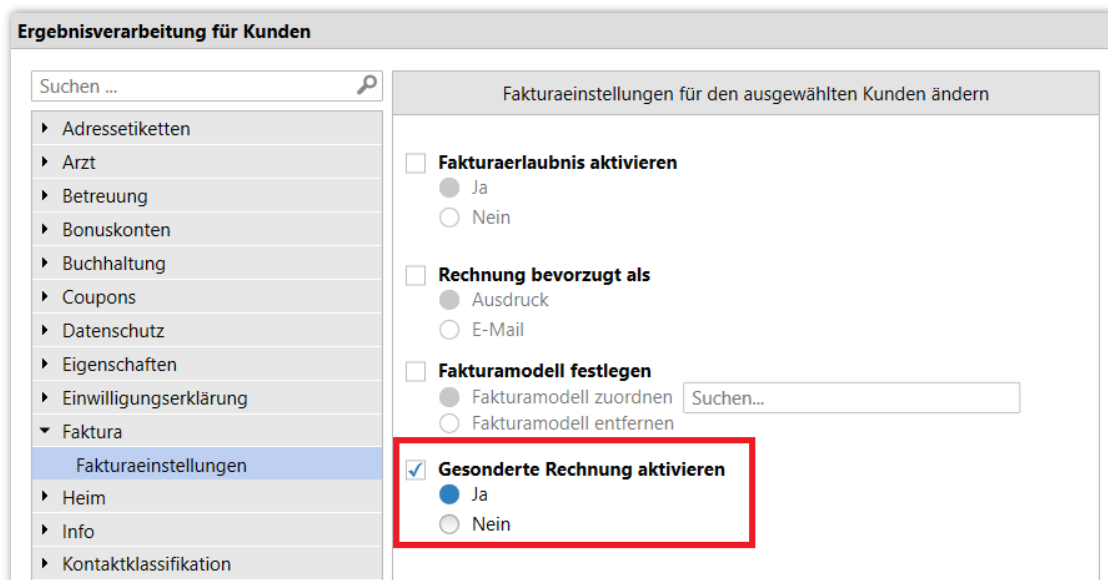 Ergebnisverarbeitung für Kunden
Suchen ...
Adressetiketten
Arzt
Betreuung
Bonuskonten
Buchhaltung
Coupons
Datenschutz
Eigenschaften
Einwilligungserklärung
Faktura
Fakturaeinstellungen
Heim
Info
Kontaktklassifikation
Fakturaeinstellungen für den ausgewählten Kunden ändern
Fakturaerlaubnis aktivieren
Ja
Nein
Rechnung bevorzugt als
Ausdruck
E-Mail
Fakturamodell festlegen
Fakturamodell zuordnen Suchen...
Fakturamodell entfernen
Gesonderte Rechnung aktivieren
Ja
Nein